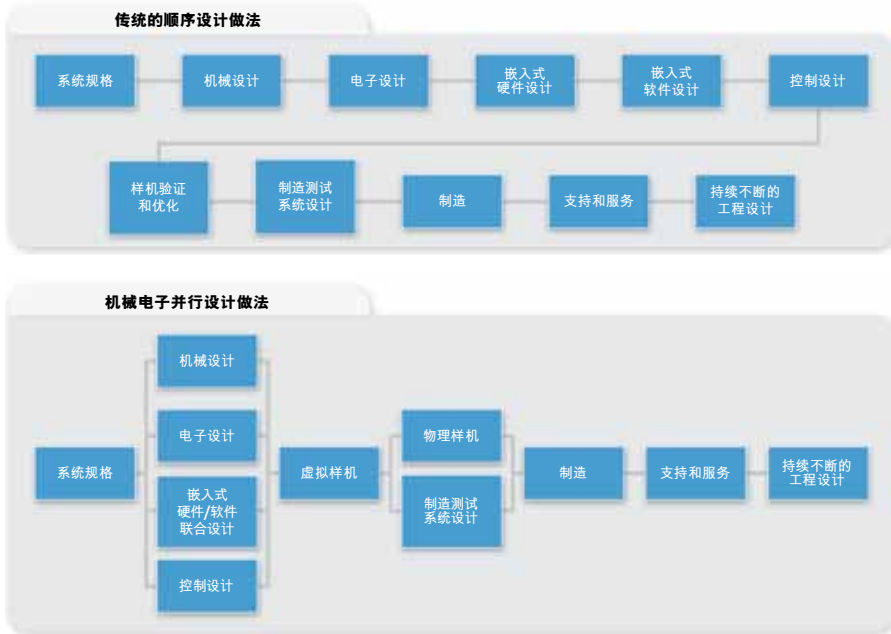 传统的顺序设计做法
系统规格
机械设计
电子设计
嵌入式
硬件设计
嵌入式
软件设计
控制设计
样机验证
和优化
制造测试
系统设计
制造
支持和服务
持续不断的
工程设计
机械电子并行设计做法
系统规格
机械设计
电子设计
嵌入式
硬件/软件
联合设计
控制设计
虚拟样机
物理样机
制造测试
系统设计
制造
支持和服务
持续不断的
工程设计